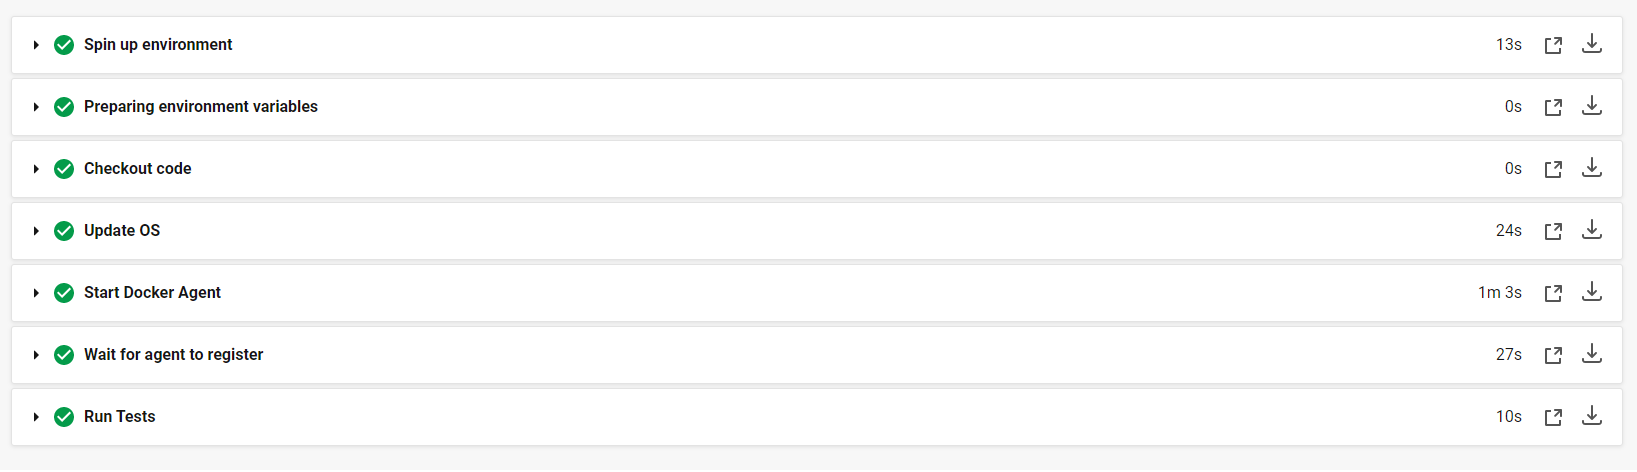 Spin up environment 13s
Preparing environment variables 0s
Checkout code 0s
Update OS 24s
Start Docker Agent 1m 3s
Wait for agent to register 27s
Run Tests 10s